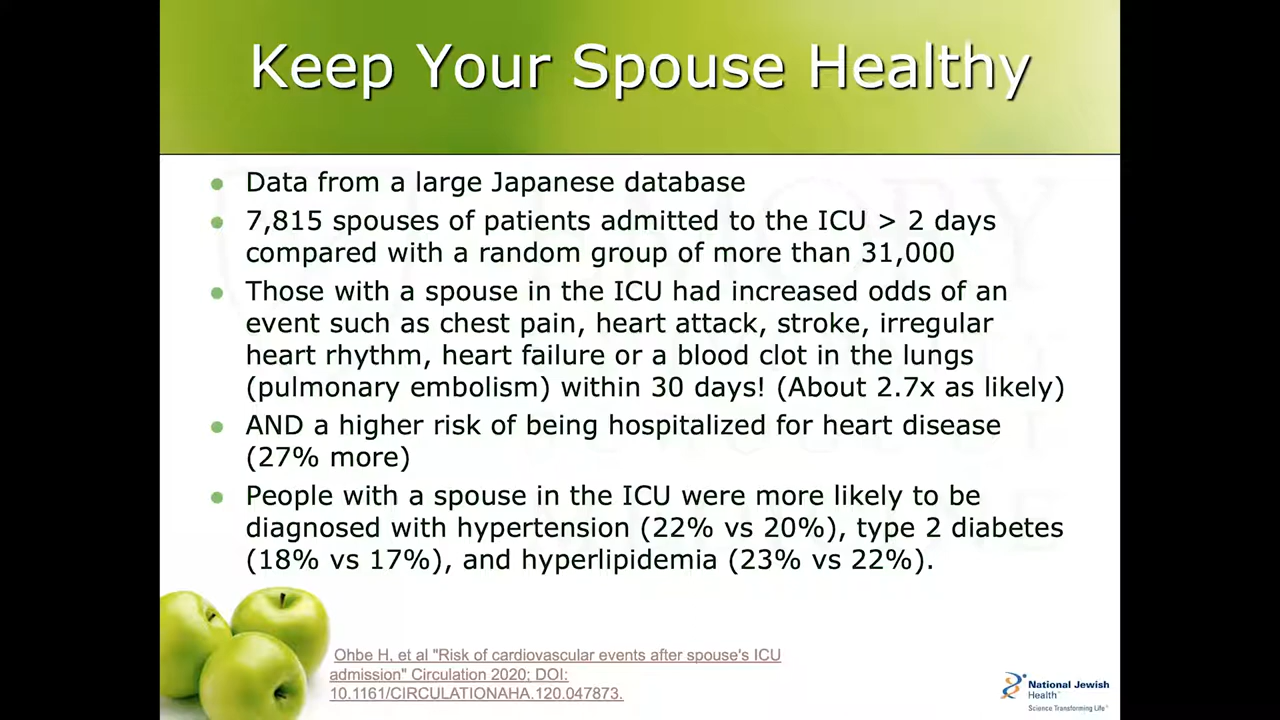 Keep Your Spouse Healthy
● Data from a large Japanese database
● 7,815 spouses of patients admitted to the ICU > 2 days
compared with a random group of more than 31,000
● Those with a spouse in the ICU had increased odds of an
event such as chest pain, heart attack, stroke, irregular
heart rhythm, heart failure or a blood clot in the lungs
(pulmonary embolism) within 30 days! (About 2.7x as likely)
● AND a higher risk of being hospitalized for heart disease
(27% more)
● People with a spouse in the ICU were more likely to be
diagnosed with hypertension (22% vs 20%), type 2 diabetes
(18% vs 17%), and hyperlipidemia (23% vs 22%).
Ohbe H, et al "Risk of cardiovascular events after spouse's ICU
admission" Circulation 2020; DOI:
10.1161/CIRCULATIONAHA.120.047873.
National Jewish
Health™
Science Transforming Life®